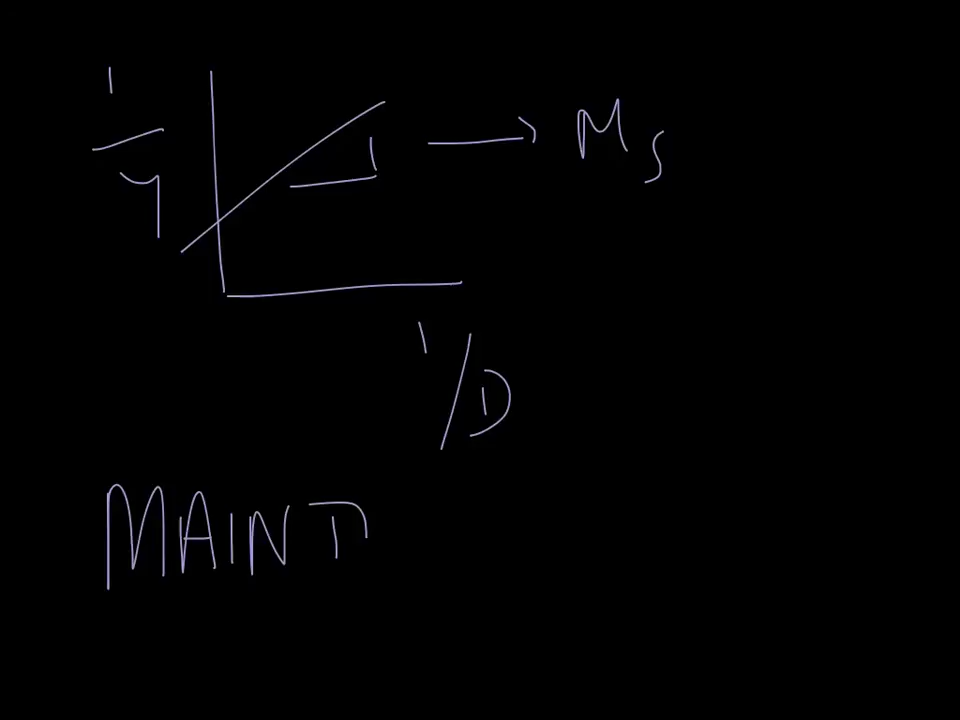 1/Y
→ Ms
1/D
MAINT